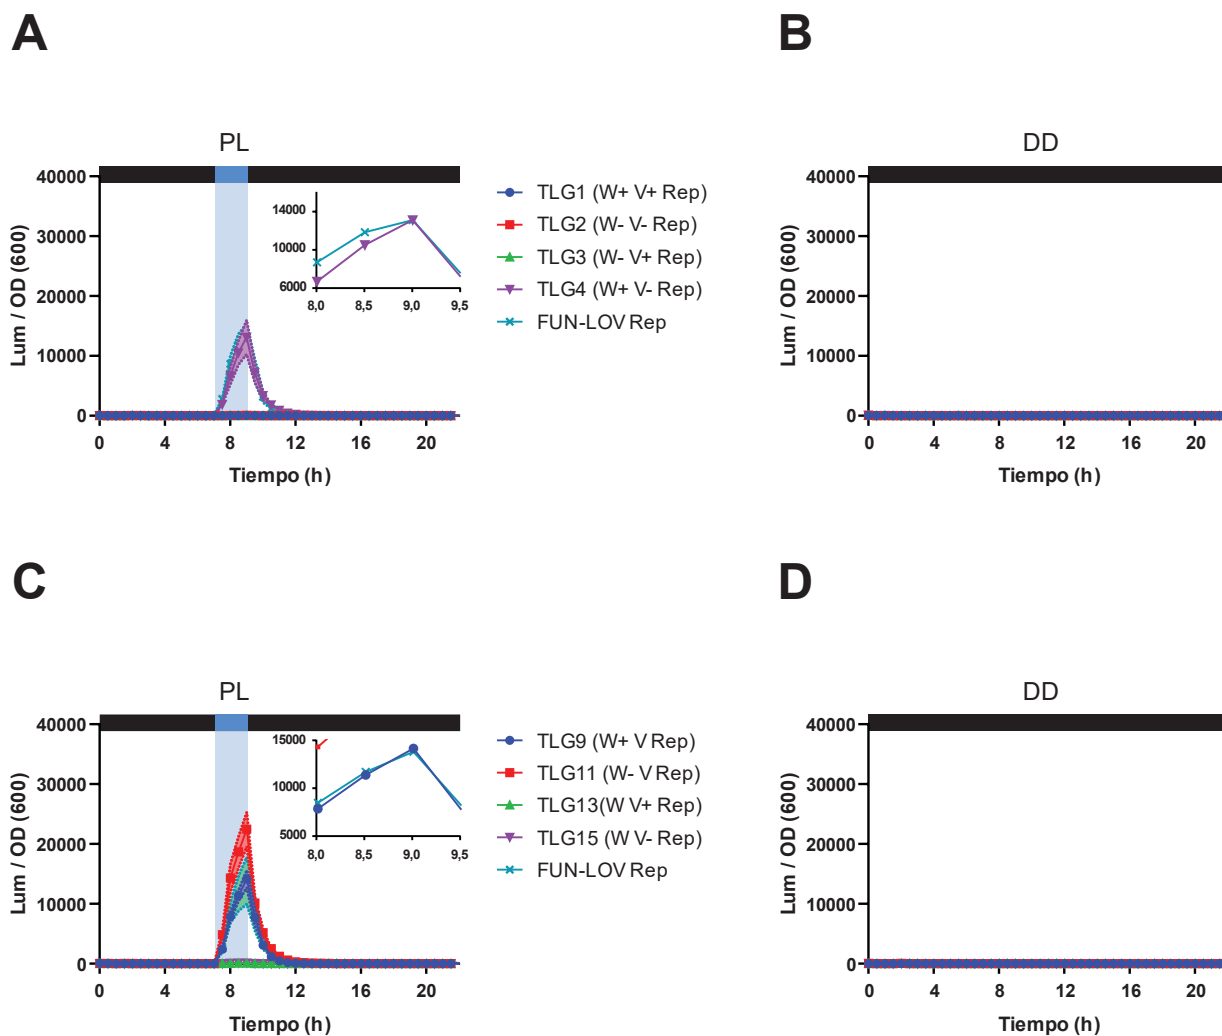 A
B
PL
DD
40000
30000
20000
10000
0
Lum / OD (600)
0 4 8 12 16 20
Tiempo (h)
14000
10000
6000
8,0 8,5 9,0 9,5
TLG1 (W+ V+ Rep)
TLG2 (W- V- Rep)
TLG3 (W- V+ Rep)
TLG4 (W+ V- Rep)
FUN-LOV Rep
40000
30000
20000
10000
0
Lum / OD (600)
0 4 8 12 16 20
Tiempo (h)
C
D
PL
DD
40000
30000
20000
10000
0
Lum / OD (600)
0 4 8 12 16 20
Tiempo (h)
15000
10000
5000
8,0 8,5 9,0 9,5
TLG9 (W+ V Rep)
TLG11 (W- V Rep)
TLG13(W V+ Rep)
TLG15 (W V- Rep)
FUN-LOV Rep
40000
30000
20000
10000
0
Lum / OD (600)
0 4 8 12 16 20
Tiempo (h)